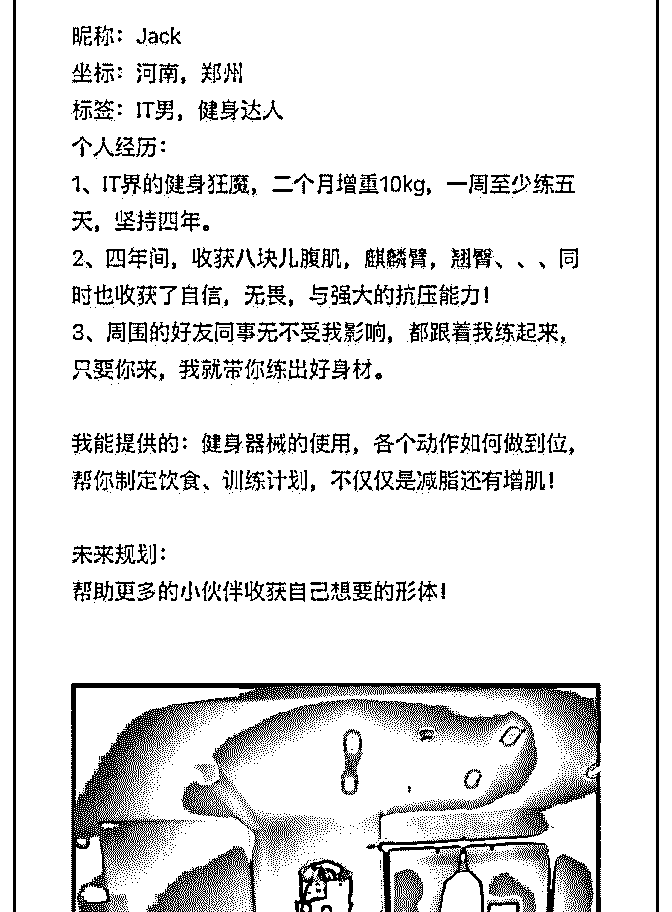 昵称：Jack
坐标：河南，郑州
标签：IT男，健身达人
个人经历：
1、IT界的健身狂魔，二个月增重10kg，一周至少练五
天，坚持四年。
2、四年间，收获八块儿腹肌，麒麟臂，翘臀、、、同
时也收获了自信，无畏，与强大的抗压能力！
3、周围的好友同事无不受我影响，都跟着我练起来，
只要你来，我就带你练出好身材。
我能提供的：健身器械的使用，各个动作如何做到位，
帮你制定饮食、训练计划，不仅仅是减脂还有增肌！
未来规划：
帮助更多的小伙伴收获自己想要的形体！